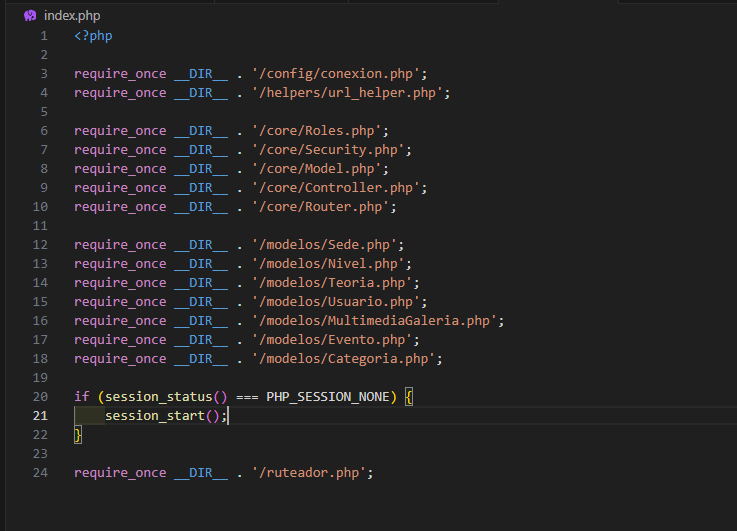 index.php
1 <?php
2
3 require_once __DIR__ . '/config/conexion.php';
4 require_once __DIR__ . '/helpers/url_helper.php';
5
6 require_once __DIR__ . '/core/Roles.php';
7 require_once __DIR__ . '/core/Security.php';
8 require_once __DIR__ . '/core/Model.php';
9 require_once __DIR__ . '/core/Controller.php';
10 require_once __DIR__ . '/core/Router.php';
11
12 require_once __DIR__ . '/modelos/Sede.php';
13 require_once __DIR__ . '/modelos/Nivel.php';
14 require_once __DIR__ . '/modelos/Teoria.php';
15 require_once __DIR__ . '/modelos/Usuario.php';
16 require_once __DIR__ . '/modelos/MultimediaGaleria.php';
17 require_once __DIR__ . '/modelos/Evento.php';
18 require_once __DIR__ . '/modelos/Categoria.php';
19
20 if (session_status() === PHP_SESSION_NONE) {
21     session_start();
22 }
23
24 require_once __DIR__ . '/ruteador.php';